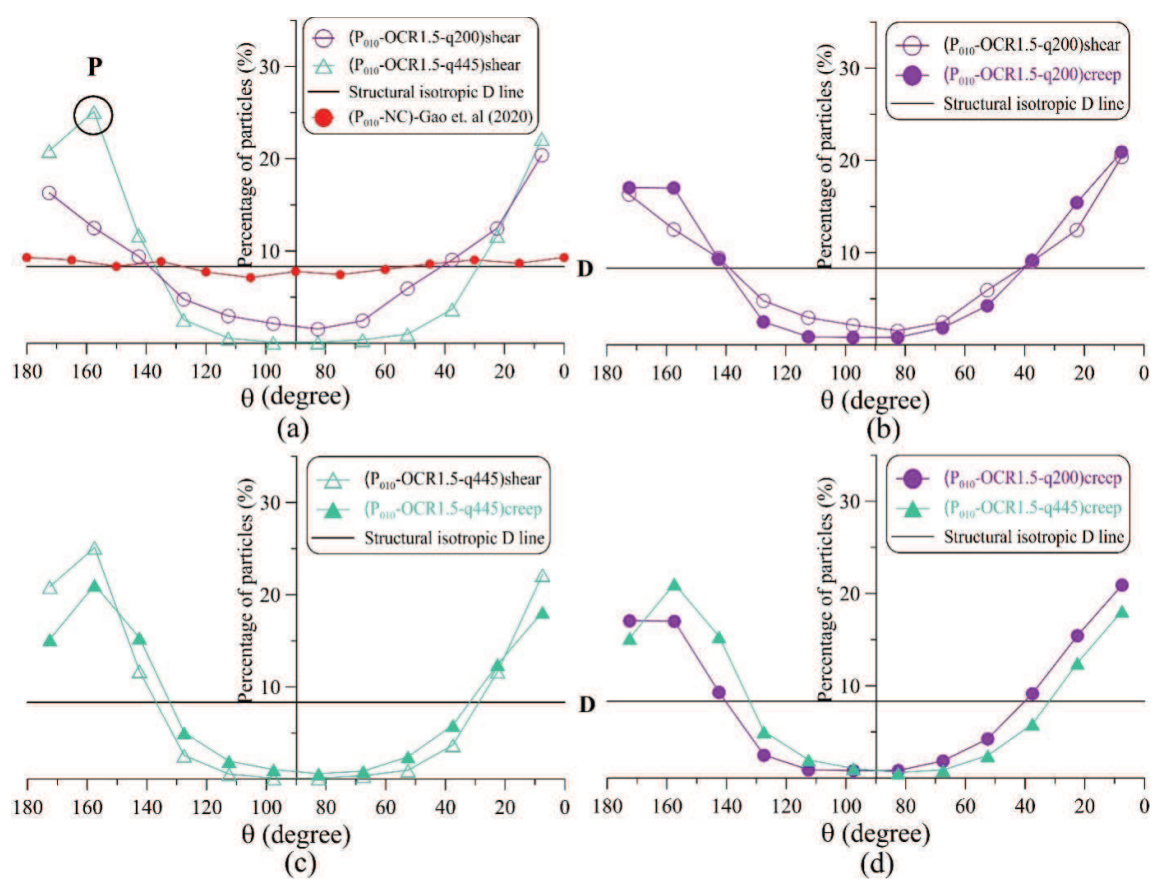 P
Percentage of particles (%)
30
20
10
(P₀₁₀-OCR1.5-q200)shear
(P₀₁₀-OCR1.5-q445)shear
Structural isotropic D line
(P₀₁₀-NC)-Gao et. al (2020)
180 160 140 120 100 80 60 40 20 0
θ (degree)
(a)
Percentage of particles (%)
30
20
10
(P₀₁₀-OCR1.5-q200)shear
(P₀₁₀-OCR1.5-q200)creep
Structural isotropic D line
D
180 160 140 120 100 80 60 40 20 0
θ (degree)
(b)
Percentage of particles (%)
30
20
10
(P₀₁₀-OCR1.5-q445)shear
(P₀₁₀-OCR1.5-q445)creep
Structural isotropic D line
180 160 140 120 100 80 60 40 20 0
θ (degree)
(c)
Percentage of particles (%)
30
20
10
(P₀₁₀-OCR1.5-q200)creep
(P₀₁₀-OCR1.5-q445)creep
Structural isotropic D line
D
180 160 140 120 100 80 60 40 20 0
θ (degree)
(d)